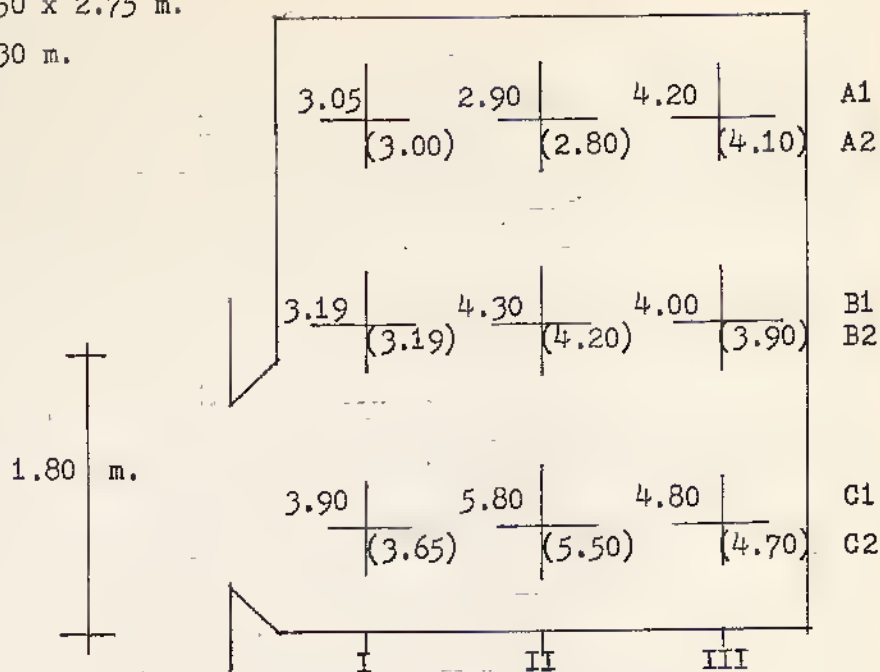 50 x 2.75 m.
30 m.
3.05 2.90 4.20 A1
(3.00) (2.80) (4.10) A2
3.19 4.30 4.00 B1
(3.19) (4.20) (3.90) B2
1.80 m.
3.90 5.80 4.80 C1
(3.65) (5.50) (4.70) C2
I II III